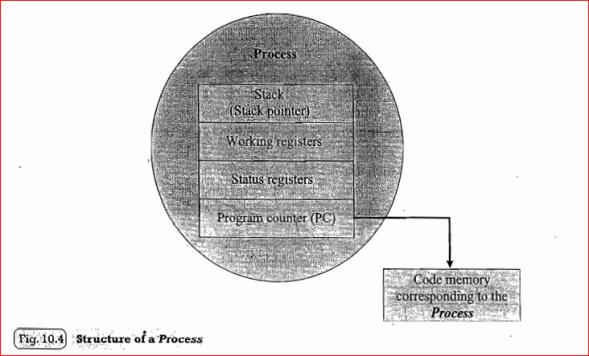 Process
Stack
(Stack pointer)
Working registers
Status registers
Program counter (PC)
Code memory
corresponding to the
Process
Fig. 10.4 Structure of a Process